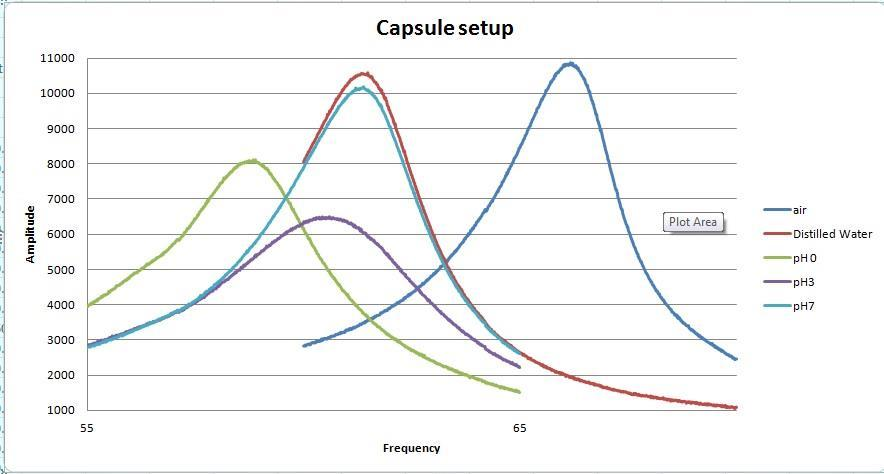 Capsule setup
11000
10000
9000
8000
7000
6000
5000
4000
3000
2000
1000
Amplitude
55
65
Frequency
Plot Area
air
Distilled Water
pH 0
pH3
pH7